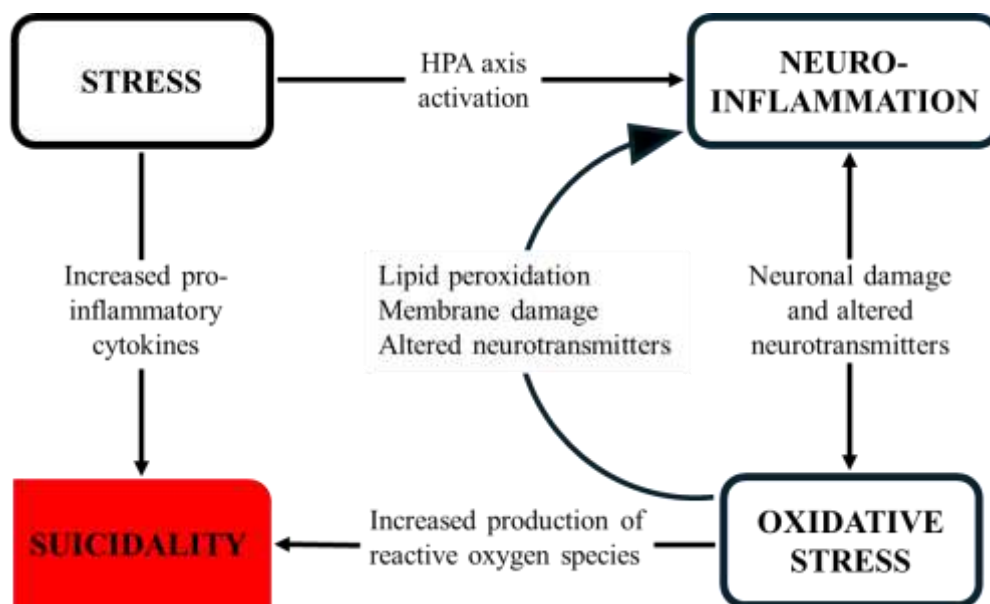 STRESS
HPA axis
activation
NEURO-
INFLAMMATION
Increased pro-
inflammatory
cytokines
Lipid peroxidation
Membrane damage
Altered neurotransmitters
Neuronal damage
and altered
neurotransmitters
SUICIDALITY
Increased production of
reactive oxygen species
OXIDATIVE
STRESS